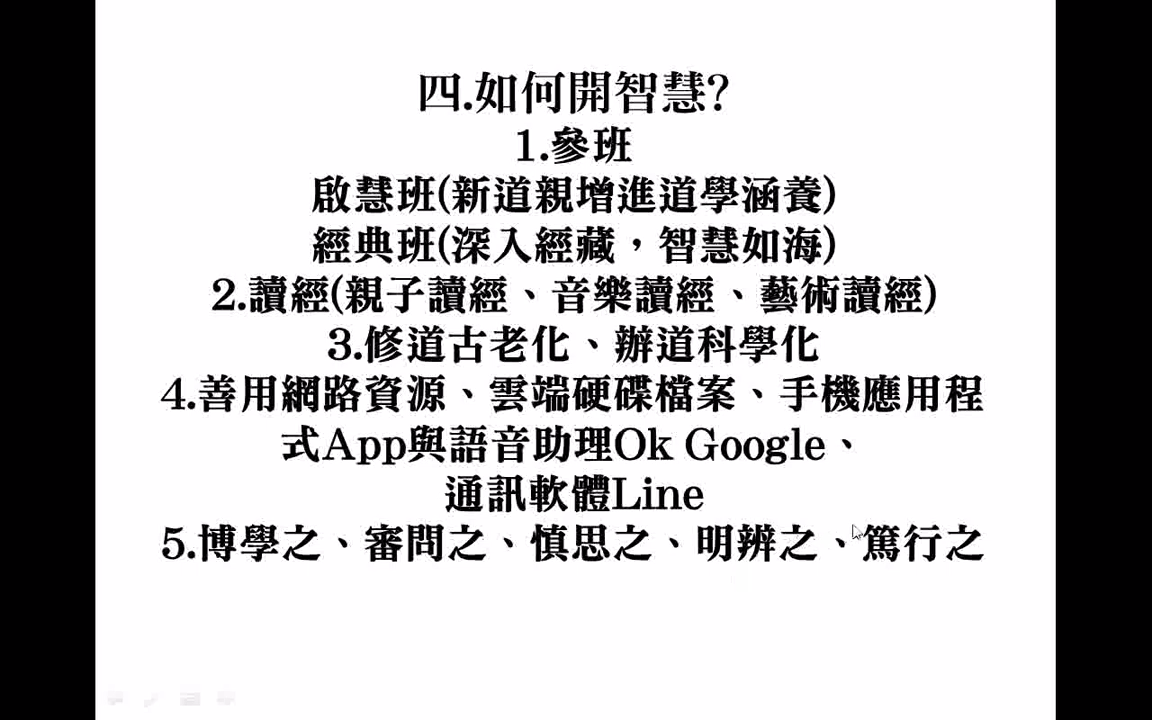 四.如何開智慧?
1.參班
啟慧班(新道親增進道學涵養)
經典班(深入經藏，智慧如海)
2.讀經(親子讀經、音樂讀經、藝術讀經)
3.修道古老化、辦道科學化
4.善用網路資源、雲端硬碟檔案、手機應用程
式App與語音助理Ok Google、
通訊軟體Line
5.博學之、審問之、慎思之、明辨之、篤行之